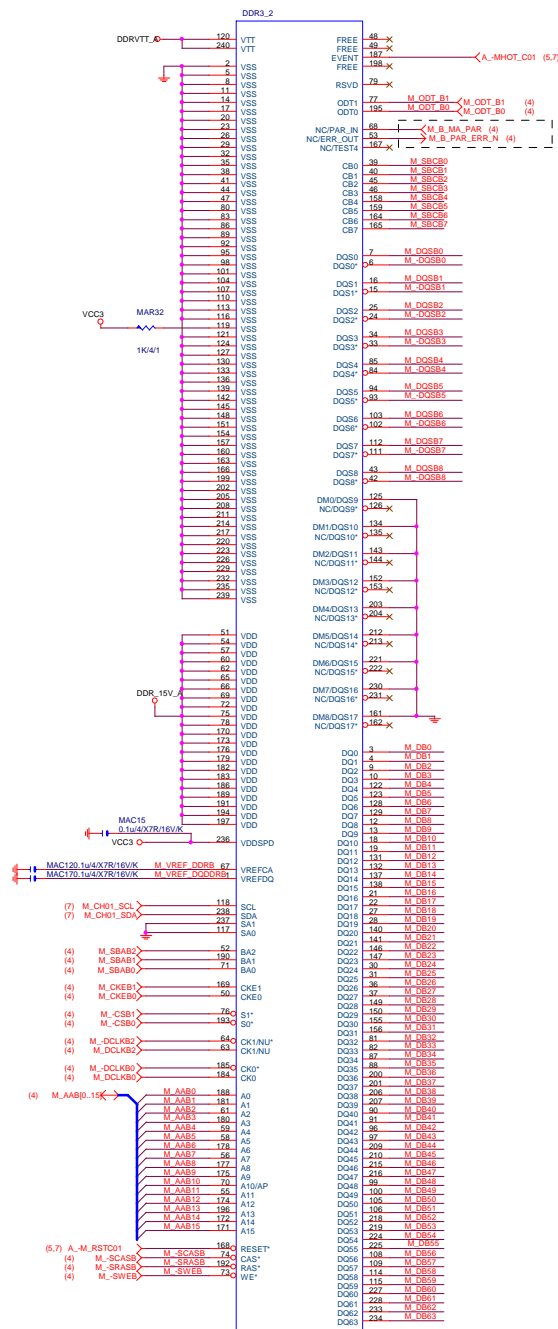 DDR3_2
DDRVTT_A
120 VTT
240 VTT
2 VSS
5 VSS
8 VSS
11 VSS
14 VSS
17 VSS
20 VSS
23 VSS
26 VSS
29 VSS
32 VSS
35 VSS
38 VSS
41 VSS
44 VSS
47 VSS
80 VSS
83 VSS
86 VSS
89 VSS
92 VSS
95 VSS
98 VSS
101 VSS
104 VSS
107 VSS
110 VSS
113 VSS
116 VSS
VCC3 MAR32 119 VSS
1K/4/1
121 VSS
124 VSS
127 VSS
130 VSS
133 VSS
136 VSS
139 VSS
142 VSS
145 VSS
148 VSS
151 VSS
154 VSS
157 VSS
160 VSS
163 VSS
166 VSS
199 VSS
202 VSS
205 VSS
208 VSS
211 VSS
214 VSS
217 VSS
220 VSS
223 VSS
226 VSS
229 VSS
232 VSS
235 VSS
239 VSS
51 VDD
54 VDD
57 VDD
60 VDD
62 VDD
65 VDD
66 VDD
69 VDD
72 VDD
DDR_15V_A
75 VDD
78 VDD
170 VDD
173 VDD
176 VDD
179 VDD
182 VDD
183 VDD
186 VDD
189 VDD
191 VDD
194 VDD
197 VDD
MAC15
0.1u/4/X7R/16V/K
VCC3 236 VDDSPD
MAC120.1u/4/X7R/16V/K M_VREF_DDRB 67 VREFCA
MAC170.1u/4/X7R/16V/K M_VREF_DQDDRB 1 VREFDQ
(7) M_CH01_SCL 118 SCL
(7) M_CH01_SDA 238 SDA
237 SA1
117 SA0
(4) M_SBAB2 52 BA2
(4) M_SBAB1 190 BA1
(4) M_SBAB0 71 BA0
(4) M_CKEB1 169 CKE1
(4) M_CKEB0 50 CKE0
(4) M_-CSB1 76 S1*
(4) M_-CSB0 193 S0*
(4) M_-DCLKB2 64 CK1/NU*
(4) M_DCLKB2 63 CK1/NU
(4) M_-DCLKB0 185 CK0*
(4) M_DCLKB0 184 CK0
(4) M_AAB[0..15]
M_AAB0 188 A0
M_AAB1 181 A1
M_AAB2 61 A2
M_AAB3 180 A3
M_AAB4 59 A4
M_AAB5 58 A5
M_AAB6 178 A6
M_AAB7 56 A7
M_AAB8 177 A8
M_AAB9 175 A9
M_AAB10 70 A10/AP
M_AAB11 55 A11
M_AAB12 174 A12
M_AAB13 196 A13
M_AAB14 172 A14
M_AAB15 171 A15
(5,7) A_-M_RSTC01 168 RESET*
(4) M_-SCASB M_-SCASB 74 CAS*
(4) M_-SRASB M_-SRASB 192 RAS*
(4) M_-SWEB M_-SWEB 73 WE*
FREE 48
FREE 49
EVENT 187 A_-MHOT_C01 (5,7)
FREE 198
RSVD 79
ODT1 77 M_ODT_B1 M_ODT_B1 (4)
ODT0 195 M_ODT_B0 M_ODT_B0 (4)
NC/PAR_IN 68 M_B_MA_PAR (4)
NC/ERR_OUT 53 M_B_PAR_ERR_N (4)
NC/TEST4 167
CB0 39 M_SBCB0
CB1 40 M_SBCB1
CB2 45 M_SBCB2
CB3 46 M_SBCB3
CB4 158 M_SBCB4
CB5 159 M_SBCB5
CB6 164 M_SBCB6
CB7 165 M_SBCB7
DQS0 7 M_DQSB0
DQS0* 6 M_-DQSB0
DQS1 16 M_DQSB1
DQS1* 15 M_-DQSB1
DQS2 25 M_DQSB2
DQS2* 24 M_-DQSB2
DQS3 34 M_DQSB3
DQS3* 33 M_-DQSB3
DQS4 85 M_DQSB4
DQS4* 84 M_-DQSB4
DQS5 94 M_DQSB5
DQS5* 93 M_-DQSB5
DQS6 103 M_DQSB6
DQS6* 102 M_-DQSB6
DQS7 112 M_DQSB7
DQS7* 111 M_-DQSB7
DQS8 43 M_DQSB8
DQS8* 42 M_-DQSB8
DM0/DQS9 125
NC/DQS9* 126
DM1/DQS10 134
NC/DQS10* 135
DM2/DQS11 143
NC/DQS11* 144
DM3/DQS12 152
NC/DQS12* 153
DM4/DQS13 203
NC/DQS13* 204
DM5/DQS14 212
NC/DQS14* 213
DM6/DQS15 221
NC/DQS15* 222
DM7/DQS16 230
NC/DQS16* 231
DM8/DQS17 161
NC/DQS17* 162
DQ0 3 M_DB0
DQ1 4 M_DB1
DQ2 9 M_DB2
DQ3 10 M_DB3
DQ4 122 M_DB4
DQ5 123 M_DB5
DQ6 128 M_DB6
DQ7 129 M_DB7
DQ8 12 M_DB8
DQ9 13 M_DB9
DQ10 18 M_DB10
DQ11 19 M_DB11
DQ12 131 M_DB12
DQ13 132 M_DB13
DQ14 137 M_DB14
DQ15 138 M_DB15
DQ16 21 M_DB16
DQ17 22 M_DB17
DQ18 27 M_DB18
DQ19 28 M_DB19
DQ20 140 M_DB20
DQ21 141 M_DB21
DQ22 146 M_DB22
DQ23 147 M_DB23
DQ24 30 M_DB24
DQ25 31 M_DB25
DQ26 36 M_DB26
DQ27 37 M_DB27
DQ28 149 M_DB28
DQ29 150 M_DB29
DQ30 155 M_DB30
DQ31 156 M_DB31
DQ32 81 M_DB32
DQ33 82 M_DB33
DQ34 87 M_DB34
DQ35 88 M_DB35
DQ36 200 M_DB36
DQ37 201 M_DB37
DQ38 206 M_DB38
DQ39 207 M_DB39
DQ40 90 M_DB40
DQ41 91 M_DB41
DQ42 96 M_DB42
DQ43 97 M_DB43
DQ44 209 M_DB44
DQ45 210 M_DB45
DQ46 215 M_DB46
DQ47 216 M_DB47
DQ48 99 M_DB48
DQ49 100 M_DB49
DQ50 105 M_DB50
DQ51 106 M_DB51
DQ52 218 M_DB52
DQ53 219 M_DB53
DQ54 224 M_DB54
DQ55 225 M_DB55
DQ56 108 M_DB56
DQ57 109 M_DB57
DQ58 114 M_DB58
DQ59 115 M_DB59
DQ60 227 M_DB60
DQ61 228 M_DB61
DQ62 233 M_DB62
DQ63 234 M_DB63